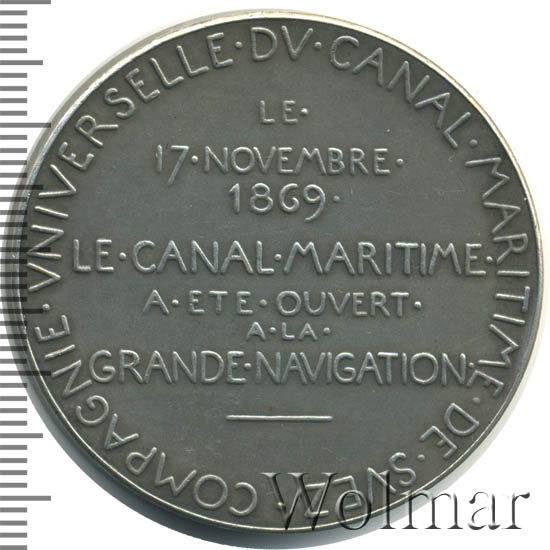 COMPAGNIE·VNIVERSELLE·DV·CANAL·MARITIME·DE·SVEZ·
LE·
17·NOVEMBRE·
1869·
LE·CANAL·MARITIME·
A·ETE·OUVERT·
A·LA·
GRANDE·NAVIGATION·
Wolmar